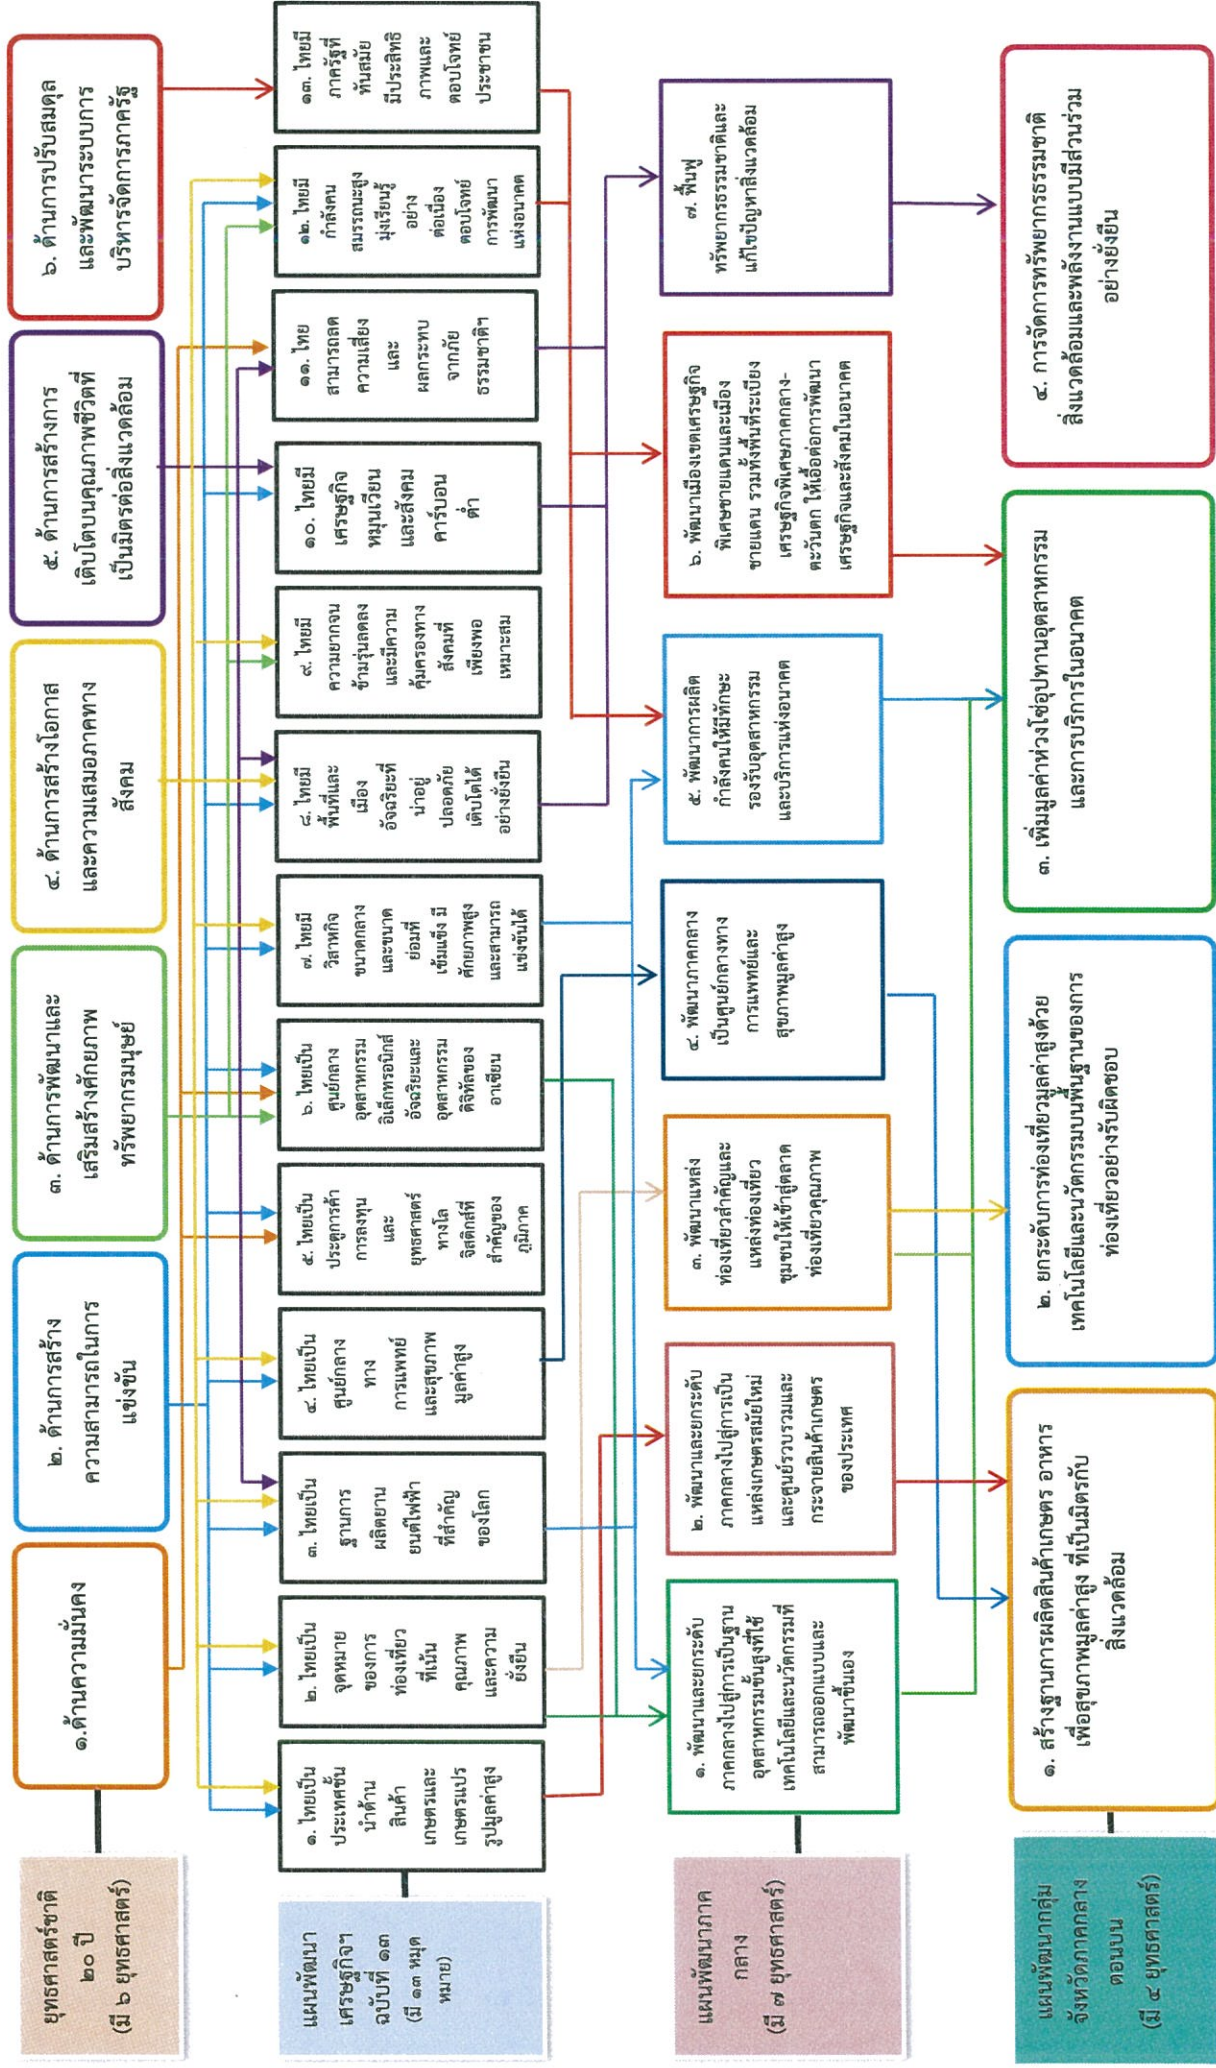 ยุทธศาสตร์ชาติ
๒๐ ปี
(มี ๖ ยุทธศาสตร์)
๑.ด้านความมั่นคง
๒. ด้านการสร้าง
ความสามารถในการ
แข่งขัน
๓. ด้านการพัฒนาและ
เสริมสร้างศักยภาพ
ทรัพยากรมนุษย์
๔. ด้านการสร้างโอกาส
และความเสมอภาคทาง
สังคม
๕. ด้านการสร้างการ
เติบโตบนคุณภาพชีวิตที่
เป็นมิตรต่อสิ่งแวดล้อม
๖. ด้านการปรับสมดุล
และพัฒนาระบบการ
บริหารจัดการภาครัฐ
แผนพัฒนา
เศรษฐกิจฯ
ฉบับที่ ๑๓
(มี ๑๓ หมุด
หมาย)
๑. ไทยเป็น
ประเทศชั้น
นำด้าน
สินค้า
เกษตรและ
เกษตรแปร
รูปมูลค่าสูง
๒. ไทยเป็น
จุดหมาย
ของการ
ท่องเที่ยว
ที่เน้น
คุณภาพ
และความ
ยั่งยืน
๓. ไทยเป็น
ฐานการ
ผลิตยาน
ยนต์ไฟฟ้า
ที่สำคัญ
ของโลก
๔. ไทยเป็น
ศูนย์กลาง
ทาง
การแพทย์
และสุขภาพ
มูลค่าสูง
๕. ไทยเป็น
ประตูการค้า
การลงทุน
และ
ยุทธศาสตร์
ทางโล
จิสติกส์ที่
สำคัญของ
ภูมิภาค
๖. ไทยเป็น
ศูนย์กลาง
อุตสาหกรรม
อิเล็กทรอนิกส์
อัจฉริยะและ
อุตสาหกรรม
ดิจิทัลของ
อาเซียน
๗. ไทยมี
วิสาหกิจ
ขนาดกลาง
และขนาด
ย่อมที่
เข้มแข็ง มี
ศักยภาพสูง
และสามารถ
แข่งขันได้
๘. ไทยมี
พื้นที่และ
เมือง
อัจฉริยะที่
น่าอยู่
ปลอดภัย
เติบโตได้
อย่างยั่งยืน
๙. ไทยมี
ความยากจน
ข้ามรุ่นลดลง
และมีความ
คุ้มครองทาง
สังคมที่
เพียงพอ
เหมาะสม
๑๐. ไทยมี
เศรษฐกิจ
หมุนเวียน
และสังคม
คาร์บอน
ต่ำ
๑๑. ไทย
สามารถลด
ความเสี่ยง
และ
ผลกระทบ
จากภัย
ธรรมชาติฯ
๑๒. ไทยมี
กำลังคน
สมรรถนะสูง
มุ่งเรียนรู้
อย่าง
ต่อเนื่อง
ตอบโจทย์
การพัฒนา
แห่งอนาคต
๑๓. ไทยมี
ภาครัฐที่
ทันสมัย
มีประสิทธิ
ภาพและ
ตอบโจทย์
ประชาชน
แผนพัฒนาภาค
กลาง
(มี ๗ ยุทธศาสตร์)
๑. พัฒนาและยกระดับ
ภาคกลางไปสู่การเป็นฐาน
อุตสาหกรรมขั้นสูงที่ใช้
เทคโนโลยีและนวัตกรรมที่
สามารถออกแบบและ
พัฒนาขึ้นเอง
๒. พัฒนาและยกระดับ
ภาคกลางไปสู่การเป็น
แหล่งเกษตรสมัยใหม่
และศูนย์รวบรวมและ
กระจายสินค้าเกษตร
ของประเทศ
๓. พัฒนาแหล่ง
ท่องเที่ยวสำคัญและ
แหล่งท่องเที่ยว
ชุมชนให้เข้าสู่ตลาด
ท่องเที่ยวคุณภาพ
๔. พัฒนาภาคกลาง
เป็นศูนย์กลางทาง
การแพทย์และ
สุขภาพมูลค่าสูง
๕. พัฒนาการผลิต
กำลังคนให้มีทักษะ
รองรับอุตสาหกรรม
และบริการแห่งอนาคต
๖. พัฒนาเมืองเขตเศรษฐกิจ
พิเศษชายแดนและเมือง
ชายแดน รวมทั้งพื้นที่ระเบียง
เศรษฐกิจพิเศษภาคกลาง-
ตะวันตก ให้เอื้อต่อการพัฒนา
เศรษฐกิจและสังคมในอนาคต
๗. ฟื้นฟู
ทรัพยากรธรรมชาติและ
แก้ไขปัญหาสิ่งแวดล้อม
แผนพัฒนากลุ่ม
จังหวัดภาคกลาง
ตอนบน
(มี ๔ ยุทธศาสตร์)
๑. สร้างฐานการผลิตสินค้าเกษตร อาหาร
เพื่อสุขภาพมูลค่าสูง ที่เป็นมิตรกับ
สิ่งแวดล้อม
๒. ยกระดับการท่องเที่ยวมูลค่าสูงด้วย
เทคโนโลยีและนวัตกรรมบนพื้นฐานของการ
ท่องเที่ยวอย่างรับผิดชอบ
๓. เพิ่มมูลค่าห่วงโซ่อุปทานอุตสาหกรรม
และการบริการในอนาคต
๔. การจัดการทรัพยากรธรรมชาติ
สิ่งแวดล้อมและพลังงานแบบมีส่วนร่วม
อย่างยั่งยืน